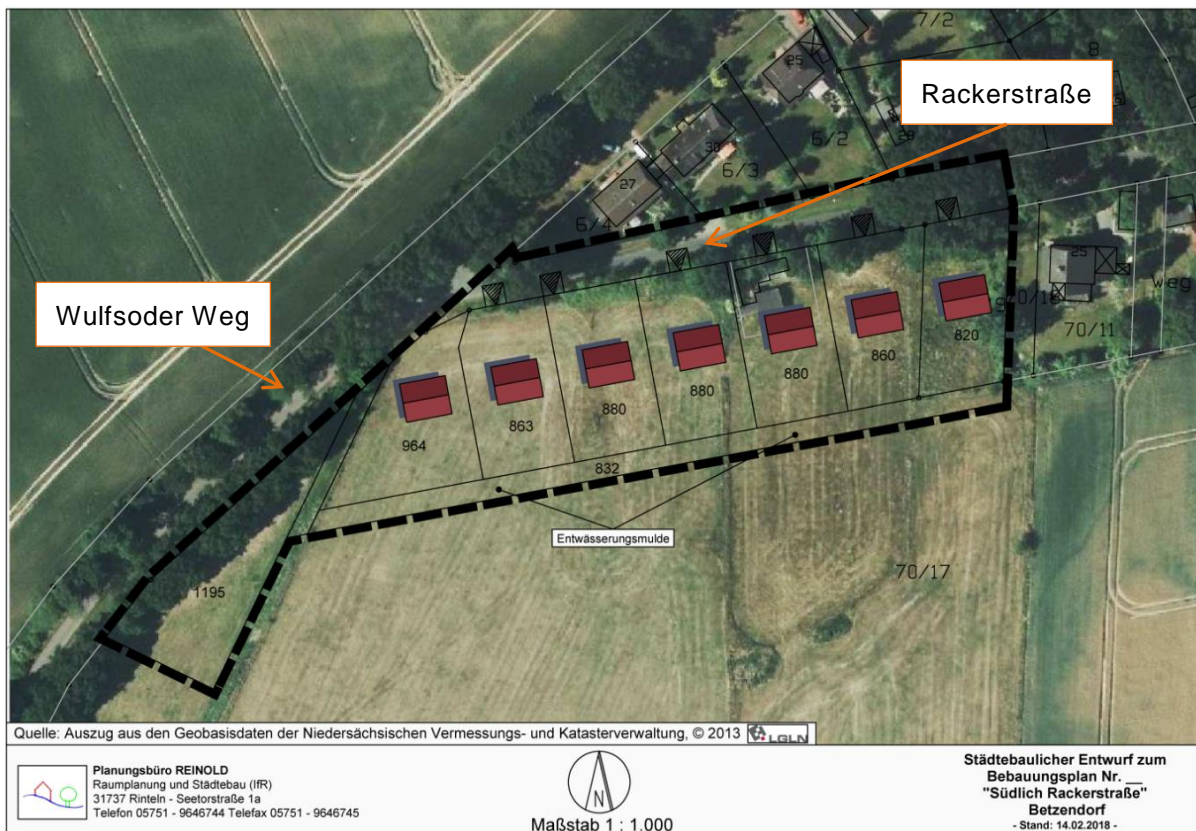 7/2
8
25
Rackerstraße
30
6/2
29
6/3
27
6/4
25
Wulfsoder Weg
weg
70/11
820
860
880
880
880
863
964
832
Entwässerungsmulde
70/17
1195
Quelle: Auszug aus den Geobasisdaten der Niedersächsischen Vermessungs- und Katasterverwaltung, © 2013 LGLN
Planungsbüro REINOLD
Raumplanung und Städtebau (IfR)
31737 Rinteln - Seetorstraße 1a
Telefon 05751 - 9646744 Telefax 05751 - 9646745
N
Maßstab 1 : 1.000
Städtebaulicher Entwurf zum
Bebauungsplan Nr. __
"Südlich Rackerstraße"
Betzendorf
- Stand: 14.02.2018 -